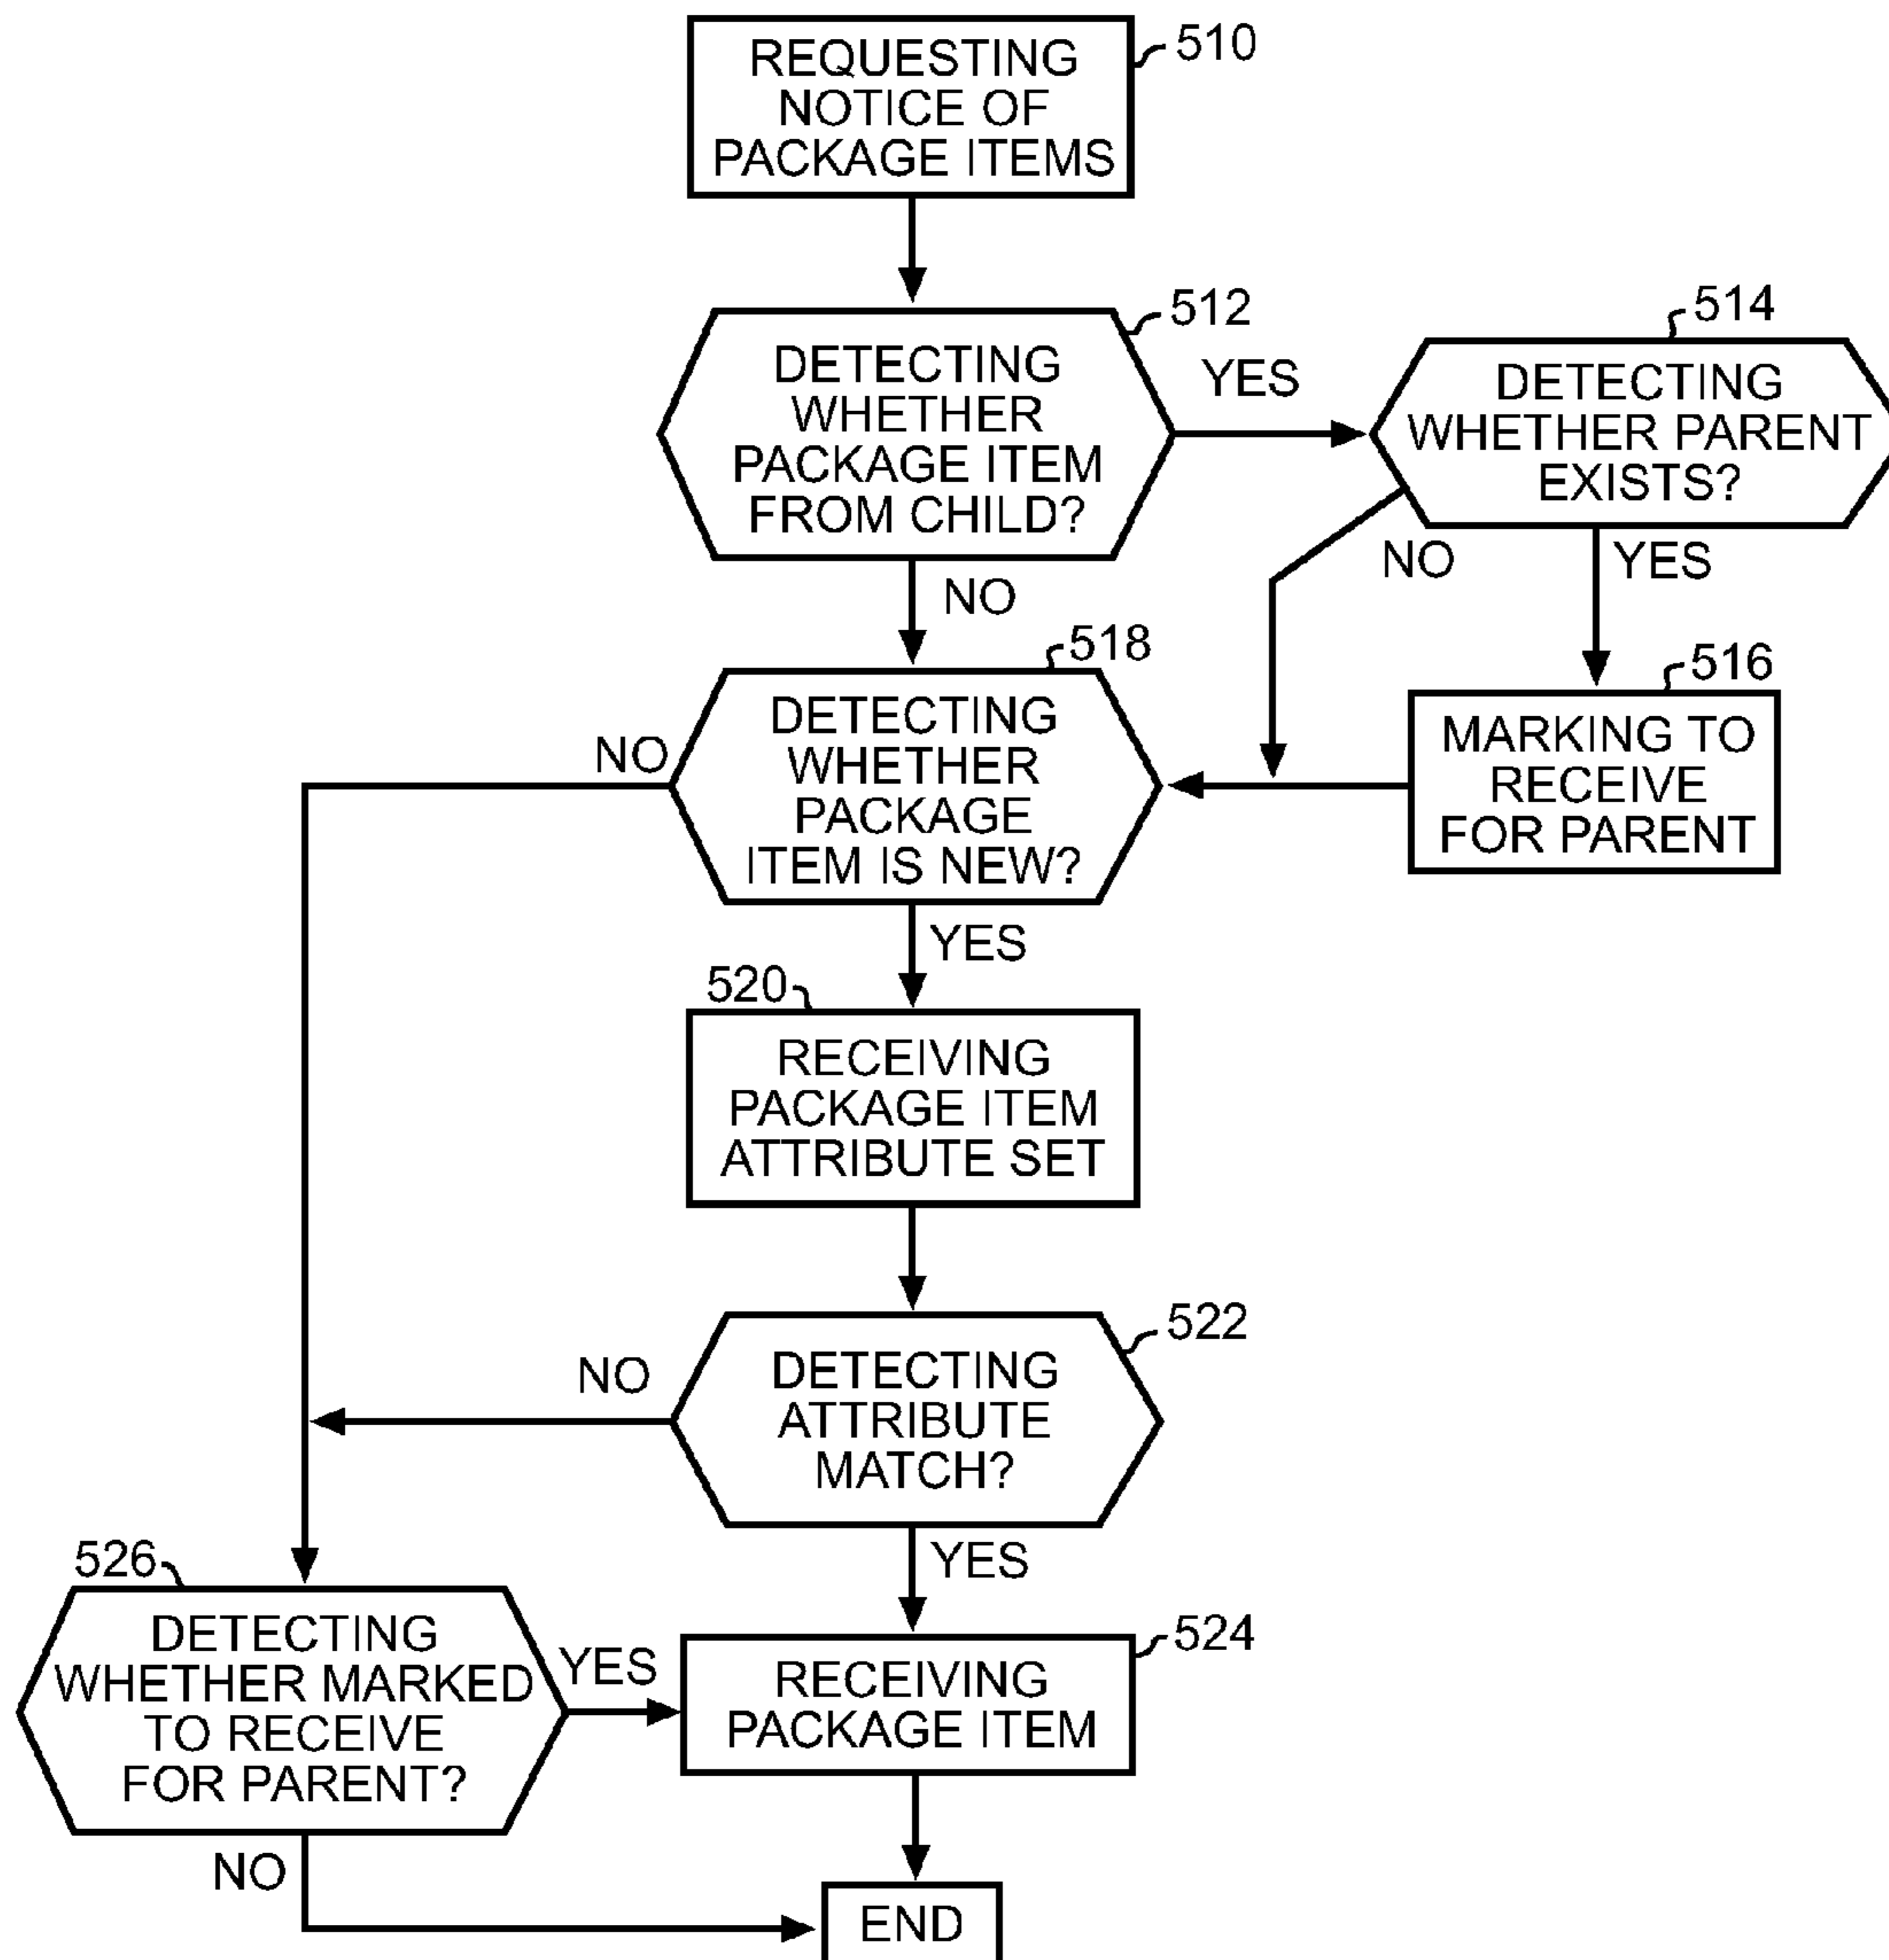 REQUESTING
NOTICE OF
PACKAGE ITEMS
510
DETECTING
WHETHER
PACKAGE ITEM
FROM CHILD?
512
YES
NO
DETECTING
WHETHER PARENT
EXISTS?
514
NO
YES
MARKING TO
RECEIVE
FOR PARENT
516
DETECTING
WHETHER
PACKAGE
ITEM IS NEW?
518
NO
YES
520
RECEIVING
PACKAGE ITEM
ATTRIBUTE SET
DETECTING
ATTRIBUTE
MATCH?
522
NO
YES
526
DETECTING
WHETHER MARKED
TO RECEIVE
FOR PARENT?
YES
NO
RECEIVING
PACKAGE ITEM
524
END